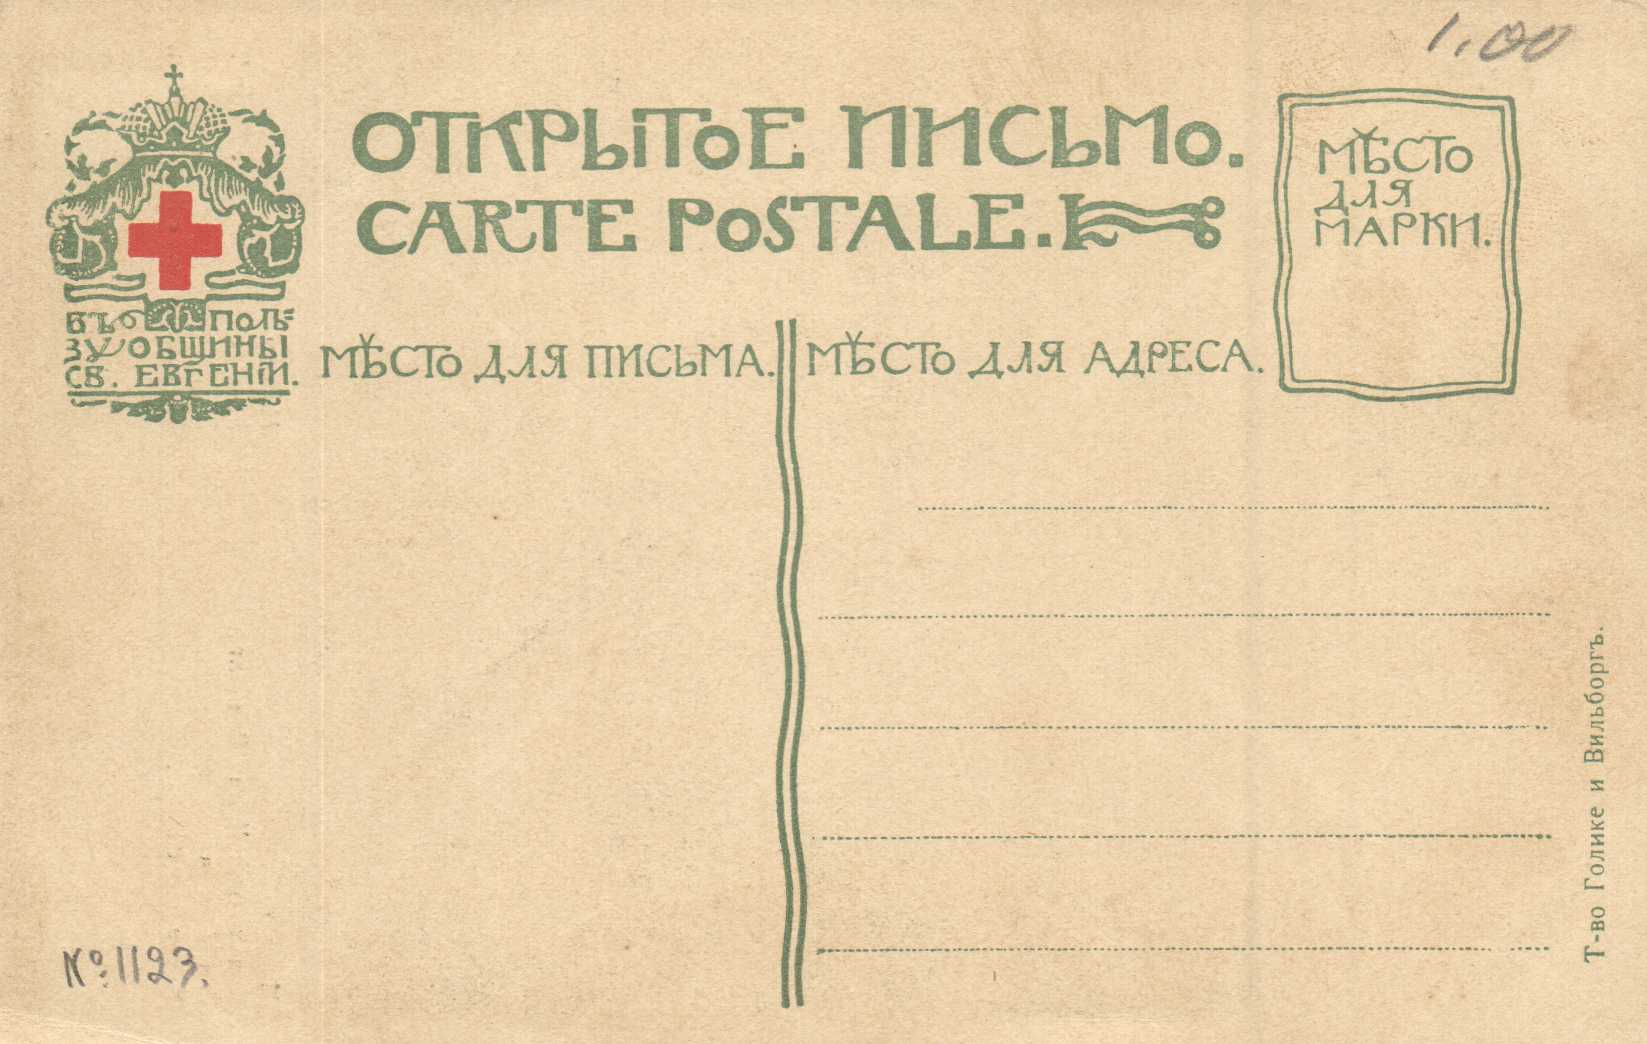 1.00
ОТКРЫТОЕ ПИСЬМО.
CARTE POSTALE.
МѢСТО
ДЛЯ
МАРКИ.
ВЪ ПОЛЬ=
ЗУ ОБЩИНЫ
СВ. ЕВГЕНІИ.
МѢСТО ДЛЯ ПИСЬМА.
МѢСТО ДЛЯ АДРЕСА.
Т-во Голике и Вильборгъ.
№ 1123.